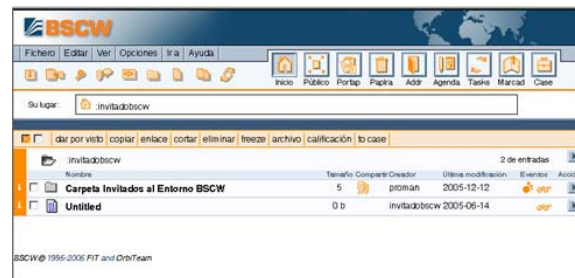 BSCW
Fichero Editar Ver Opciones Ir a Ayuda
Inicio Público Portap Paplra Addr Agenda Tasks Marcad Case
Su lugar: :invitadobscw
dar por visto copiar enlace cortar eliminar freeze archivo calificación to case
:invitadobscw 2 de entradas
Nombre Tamaño Compartir Creador Última modificación Eventos Acció
Carpeta Invitados al Entorno BSCW 5 proman 2005-12-12
Untitled 0 b invitadobscw 2005-06-14
BSCW © 1995-2005 FIT and OrbiTeam